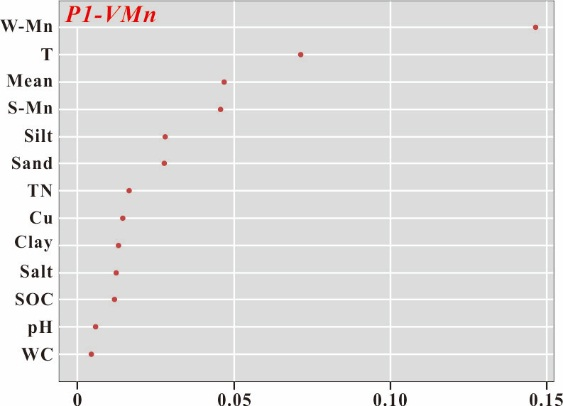 P1-VMn
W-Mn
T
Mean
S-Mn
Silt
Sand
TN
Cu
Clay
Salt
SOC
pH
WC
0 0.05 0.10 0.15